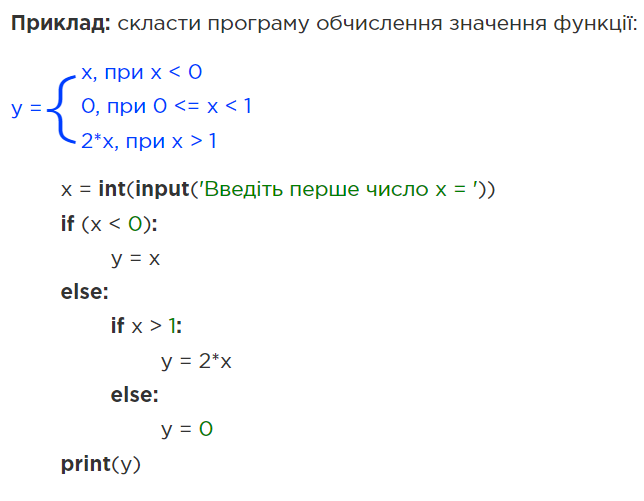 Приклад: скласти програму обчислення значення функції:
x, при x < 0
y = 0, при 0 <= x < 1
2*x, при x > 1
x = int(input('Введіть перше число x = '))
if (x < 0):
y = x
else:
if x > 1:
y = 2*x
else:
y = 0
print(y)